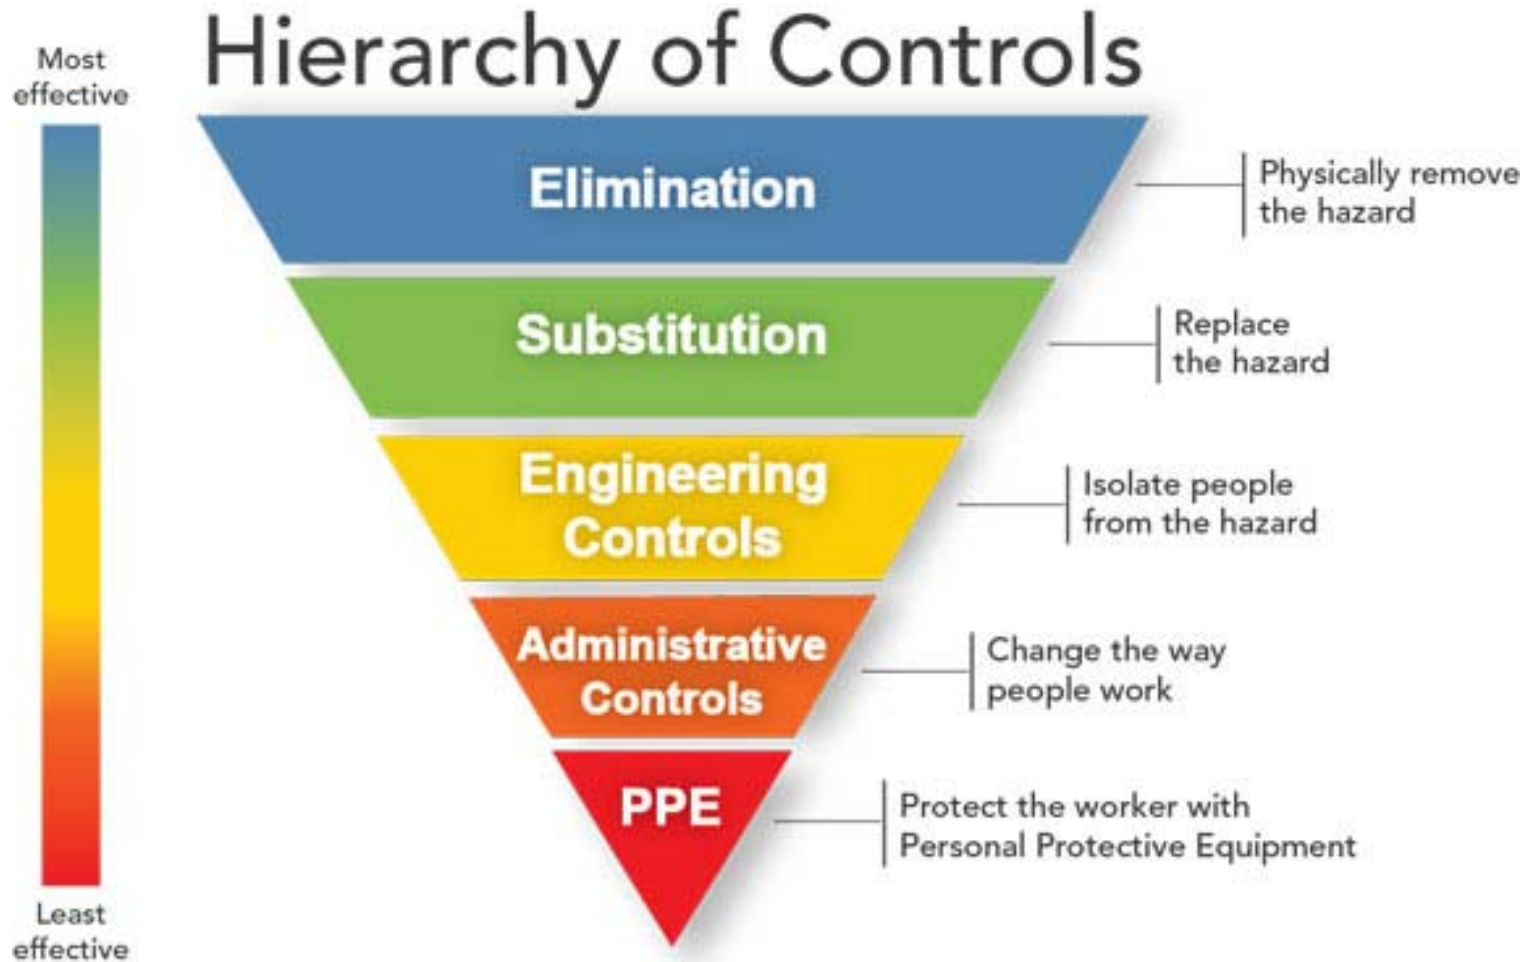 Hierarchy of Controls
Most
effective
Elimination
Physically remove
the hazard
Substitution
Replace
the hazard
Engineering
Controls
Isolate people
from the hazard
Administrative
Controls
Change the way
people work
PPE
Protect the worker with
Personal Protective Equipment
Least
effective